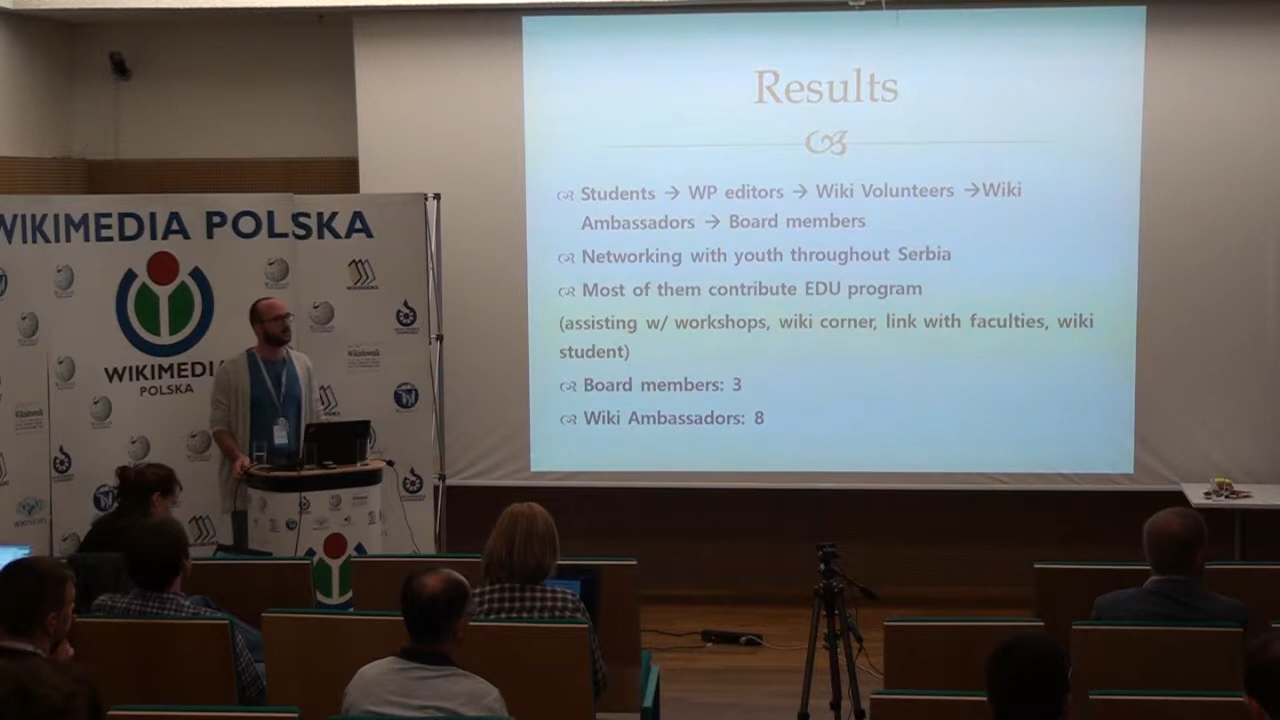 Results
Students → WP editors → Wiki Volunteers →Wiki
Ambassadors → Board members
Networking with youth throughout Serbia
Most of them contribute EDU program
(assisting w/ workshops, wiki corner, link with faculties, wiki
student)
Board members: 3
Wiki Ambassadors: 8
WIKIMEDIA POLSKA
WIKIMEDIA
POLSKA